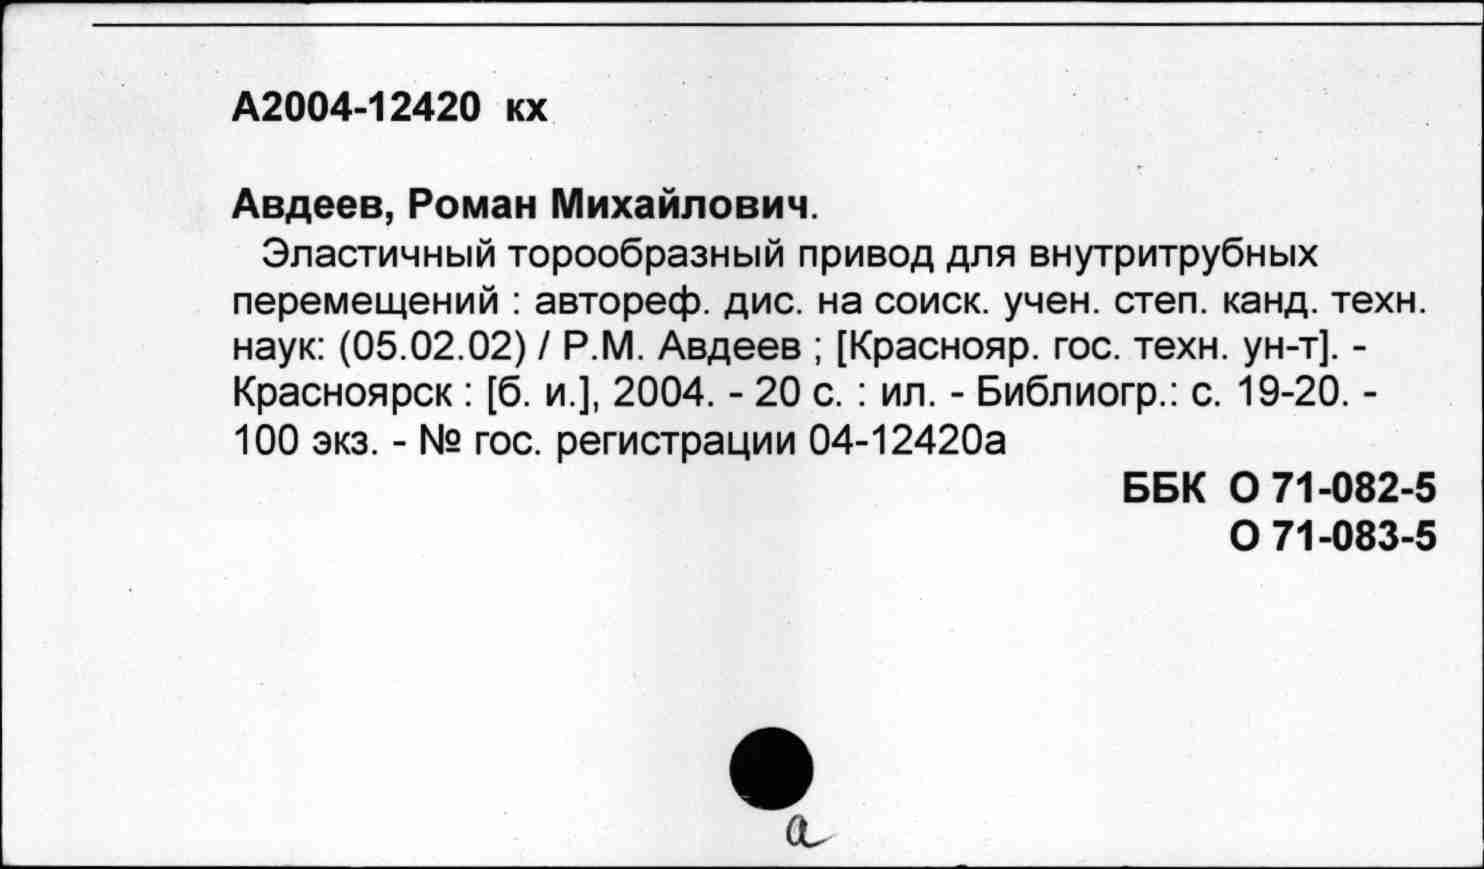 А2004-12420 кх
Авдеев, Роман Михайлович.
Эластичный торообразный привод для внутритрубных
перемещений : автореф. дис. на соиск. учен. степ. канд. техн.
наук: (05.02.02) / Р.М. Авдеев ; [Краснояр. гос. техн. ун-т]. -
Красноярск : [б. и.], 2004. - 20 с. : ил. - Библиогр.: с. 19-20. -
100 экз. - № гос. регистрации 04-12420а
ББК О 71-082-5
О 71-083-5
а